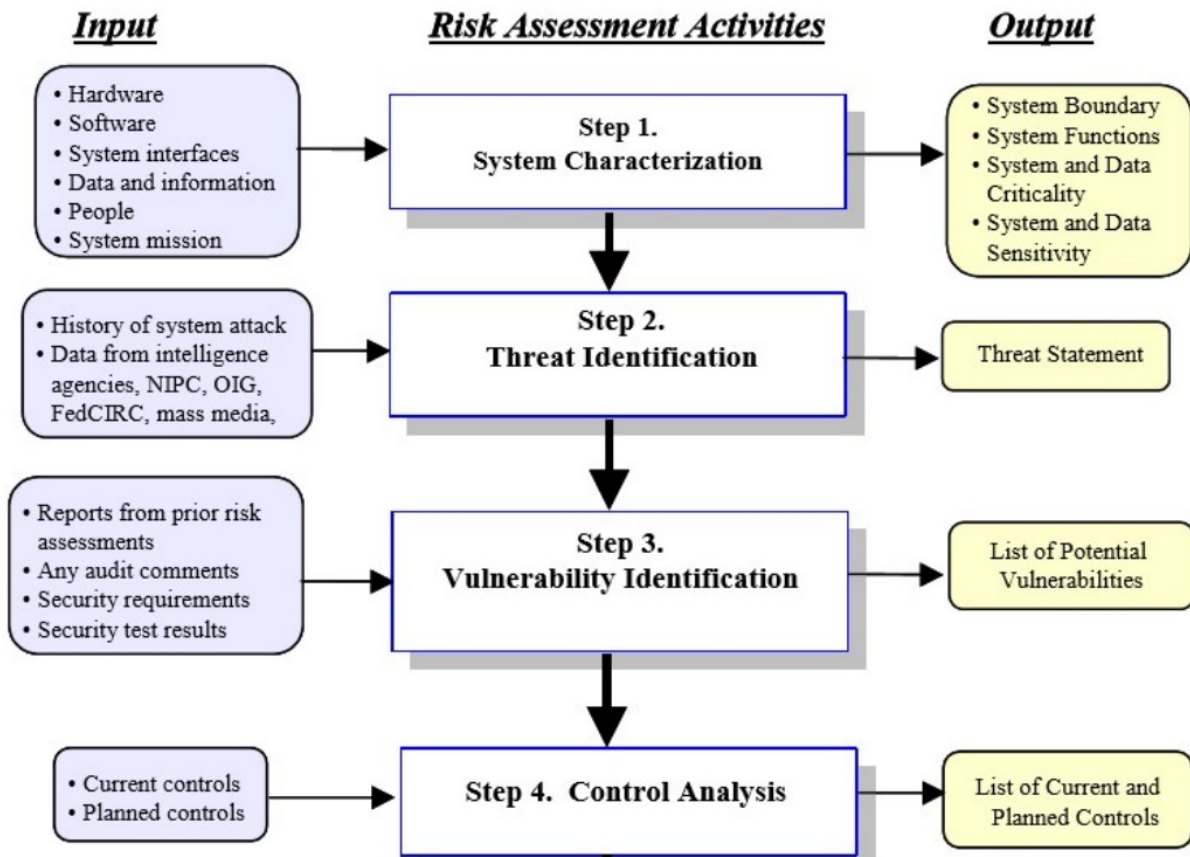 Input
Risk Assessment Activities
Output
• Hardware
• Software
• System interfaces
• Data and information
• People
• System mission
Step 1.
System Characterization
• System Boundary
• System Functions
• System and Data
Criticality
• System and Data
Sensitivity
• History of system attack
• Data from intelligence
agencies, NIPC, OIG,
FedCIRC, mass media,
Step 2.
Threat Identification
Threat Statement
• Reports from prior risk
assessments
• Any audit comments
• Security requirements
• Security test results
Step 3.
Vulnerability Identification
List of Potential
Vulnerabilities
• Current controls
• Planned controls
Step 4. Control Analysis
List of Current and
Planned Controls